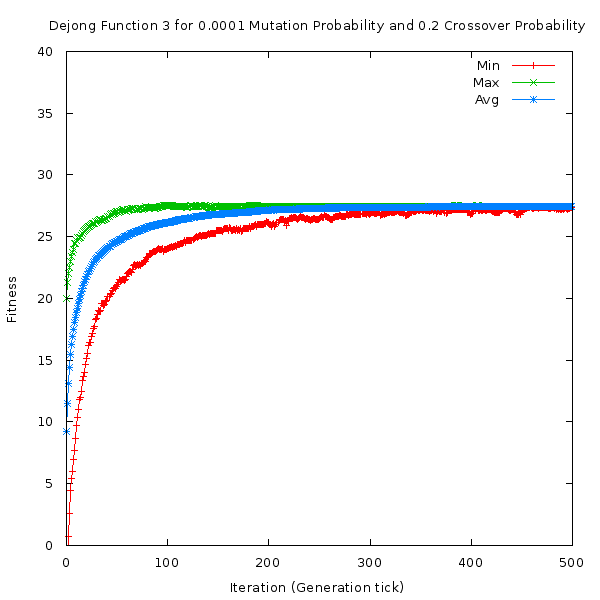 Dejong Function 3 for 0.0001 Mutation Probability and 0.2 Crossover Probability
40
35
30
25
20
15
10
5
0
Fitness
Min
Max
Avg
0 100 200 300 400 500
Iteration (Generation tick)